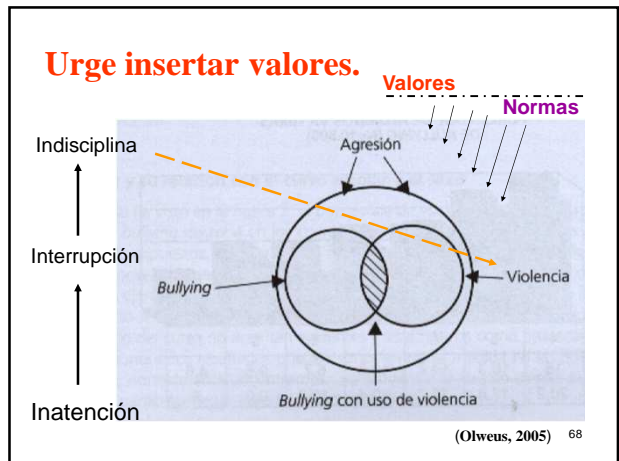 Urge insertar valores.
Valores
Normas
Indisciplina
Agresión
Interrupción
Bullying
Violencia
Inatención
Bullying con uso de violencia
(Olweus, 2005)
68